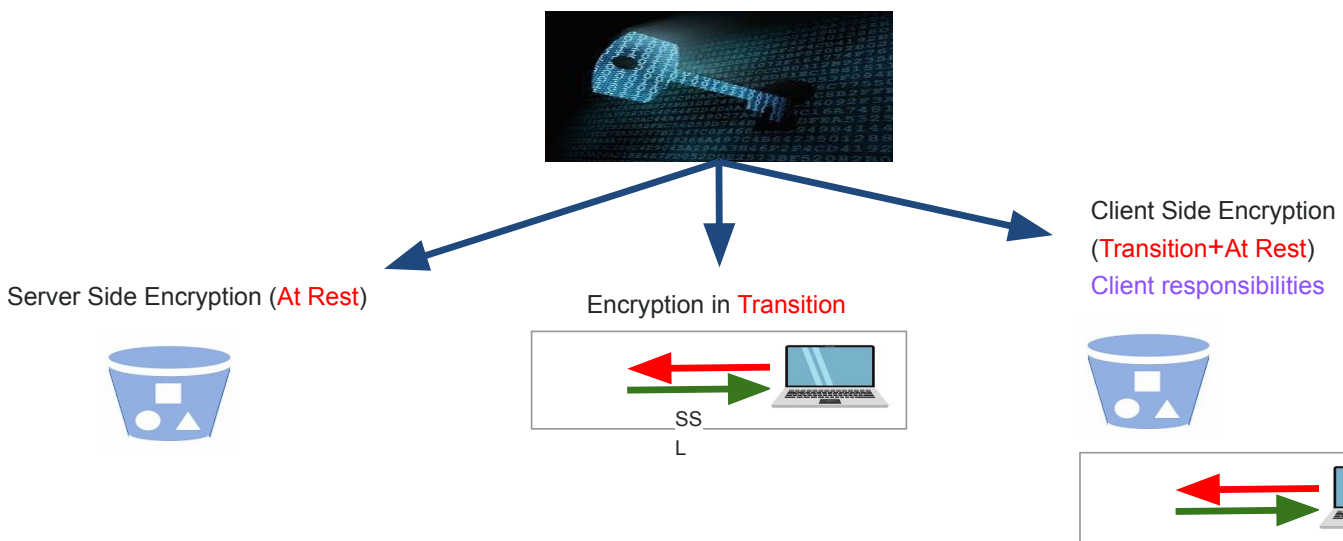 Server Side Encryption (At Rest)
Encryption in Transition
SS
L
Client Side Encryption
(Transition+At Rest)
Client responsibilities